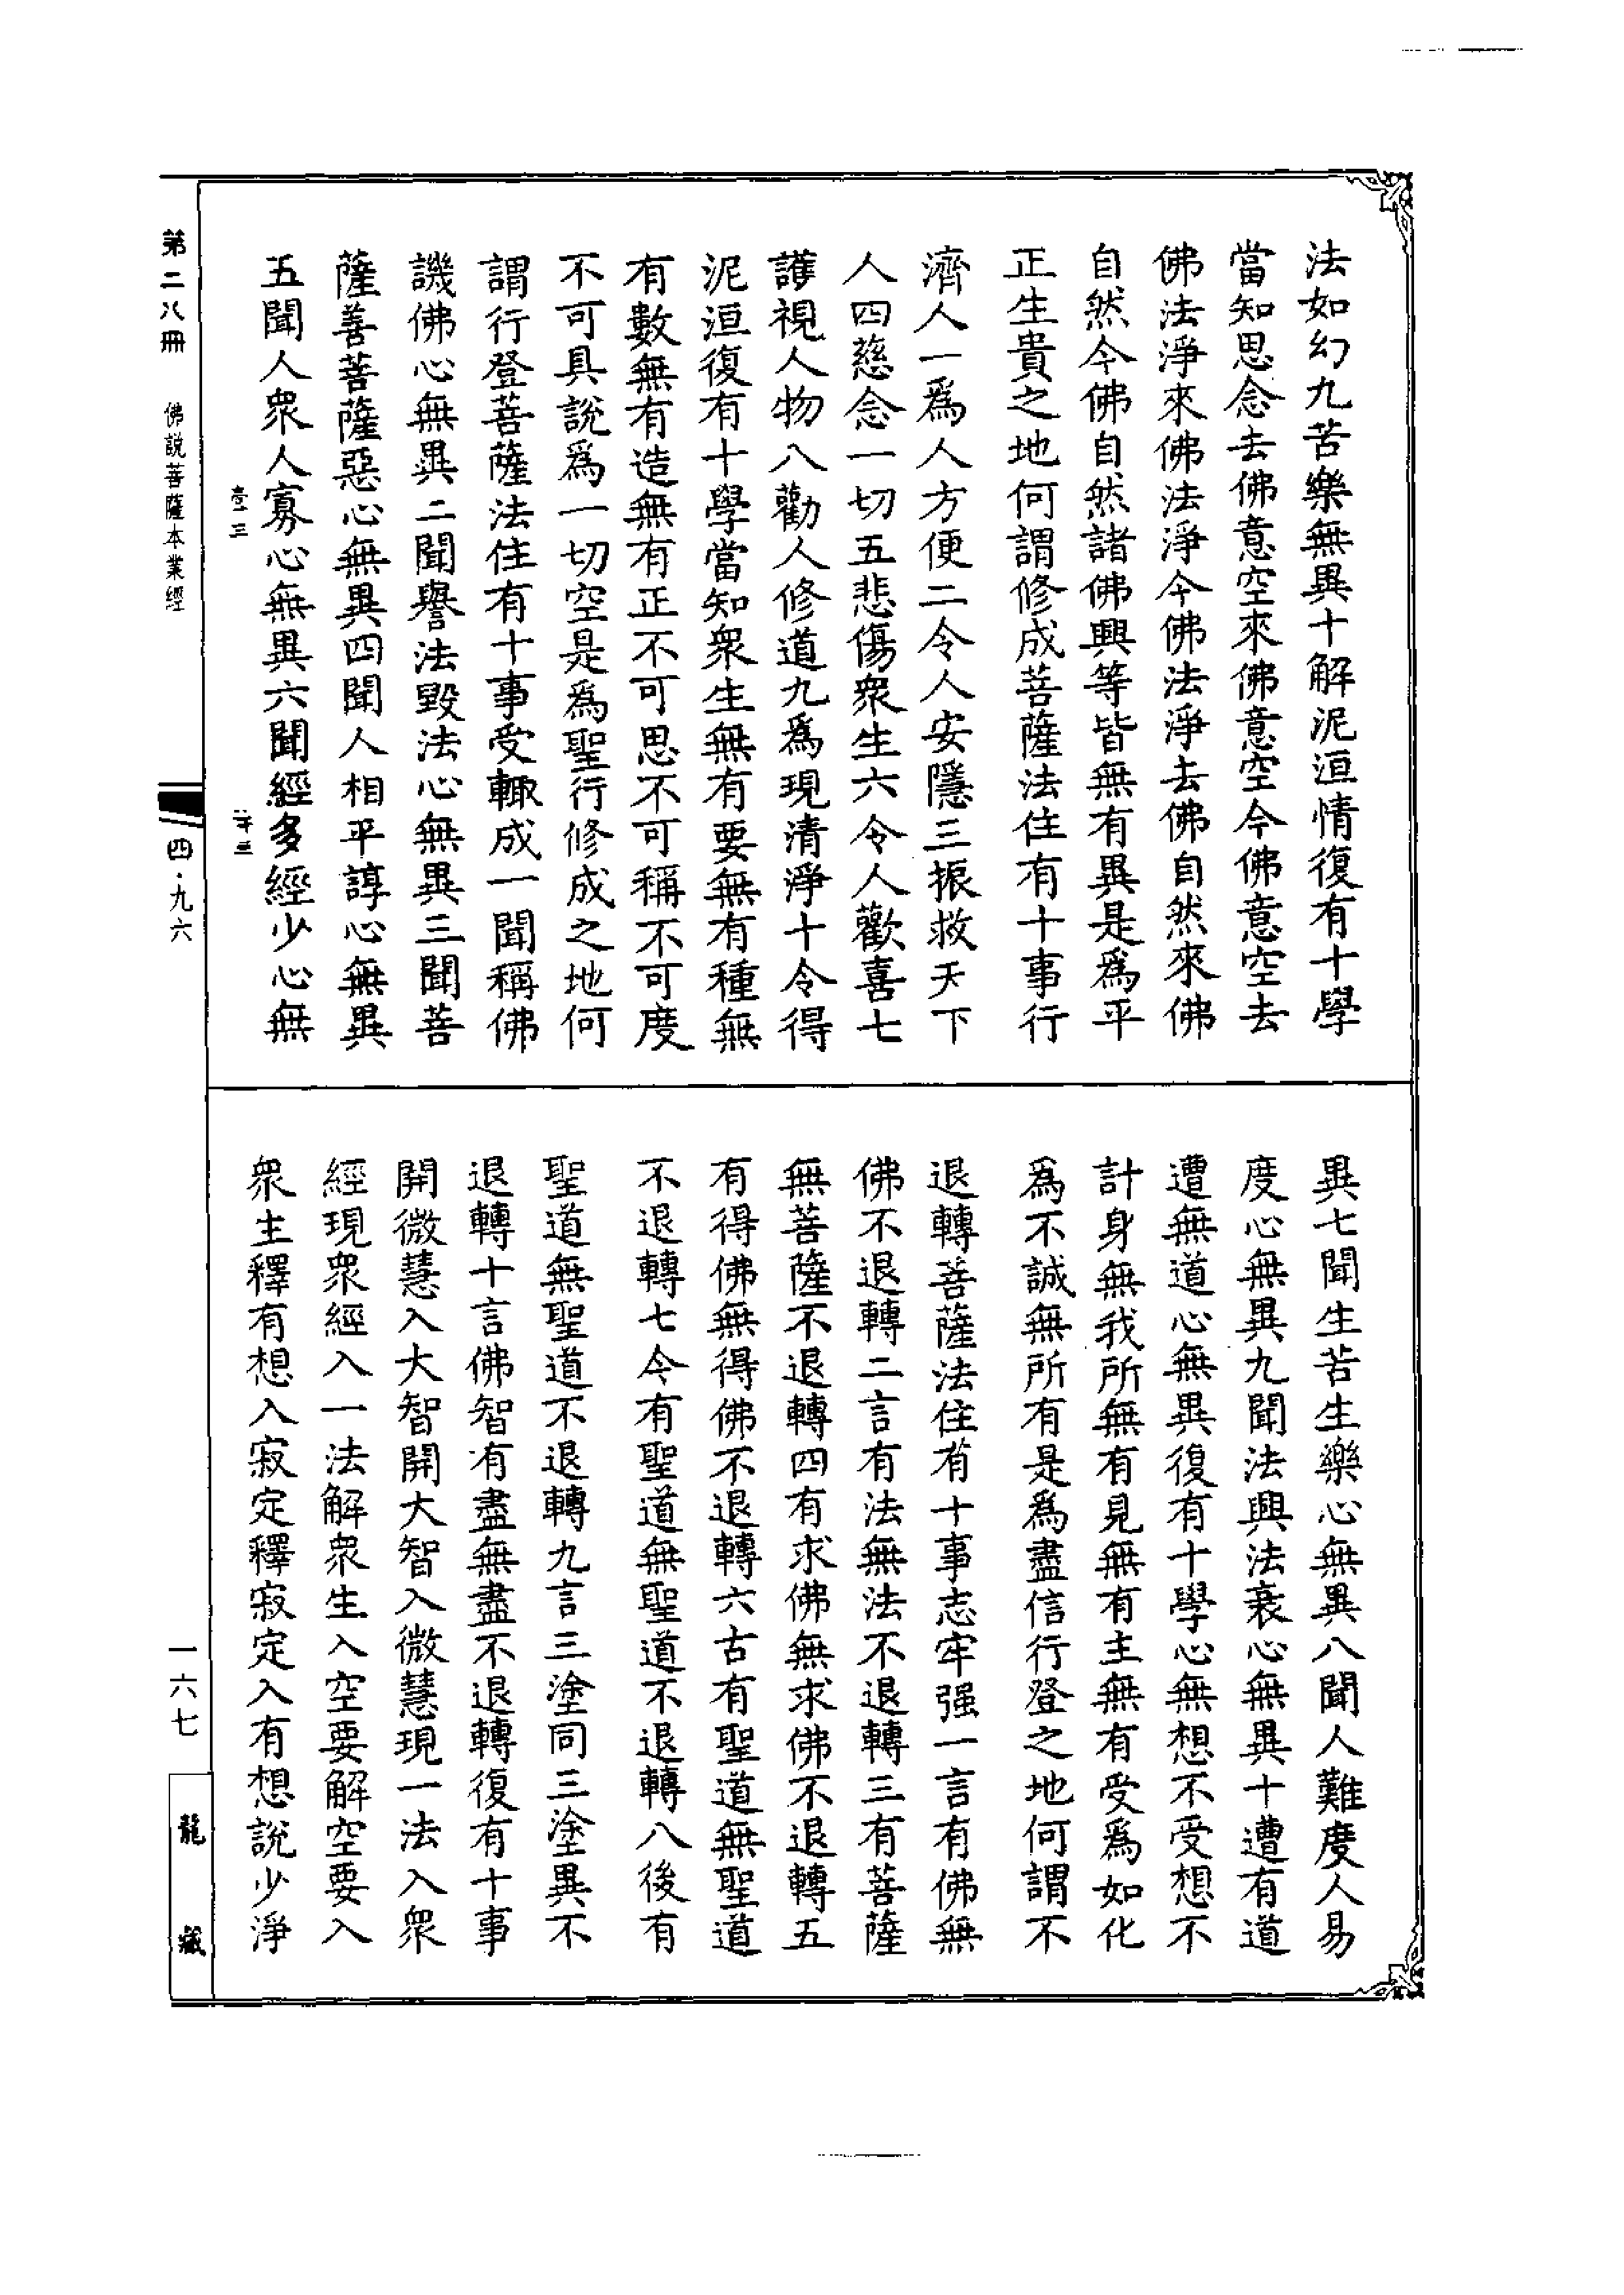 法如幻九苦樂無異十解泥洹情復有十學
當知思念去佛意空來佛意空今佛意空去
佛法淨來佛法淨今佛法淨去佛自然來佛
自然今佛自然諸佛興等皆無有異是爲平
正生貴之地何謂修成菩薩法住有十事行
濟人一爲人方便二令人安隱三振救天下
人四慈念一切五悲傷衆生六令人歡喜七
護視人物八勸人修道九爲現清淨十令得
泥洹復有十學當知衆生無有要無有種無
有數無有造無有正不可思不可稱不可度
不可具說爲一切空是爲聖行修成之地何
謂行登菩薩法住有十事受輙成一聞稱佛
譏佛心無異二聞譽法毀法心無異三聞菩
薩善菩薩惡心無異四聞人相平諄心無異
五聞人衆人寡心無異六聞經多經少心無
異七聞生苦生樂心無異八聞人難度人易
度心無異九聞法興法衰心無異十遭有道
遭無道心無異復有十學心無想不受想不
計身無我所無有見無有主無有受爲如化
爲不誠無所有是爲盡信行登之地何謂不
退轉菩薩法住有十事志牢强一言有佛無
佛不退轉二言有法無法不退轉三有菩薩
無菩薩不退轉四有求佛無求佛不退轉五
有得佛無得佛不退轉六古有聖道無聖道
不退轉七今有聖道無聖道不退轉八後有
聖道無聖道不退轉九言三塗同三塗異不
退轉十言佛智有盡無盡不退轉復有十事
開微慧入大智開大智入微慧現一法入衆
經現衆經入一法解衆生入空要解空要入
衆生釋有想入寂定釋寂定入有想說少淨
第二八冊 佛說菩薩本業經
壹三
四·九六
一六七
龍藏